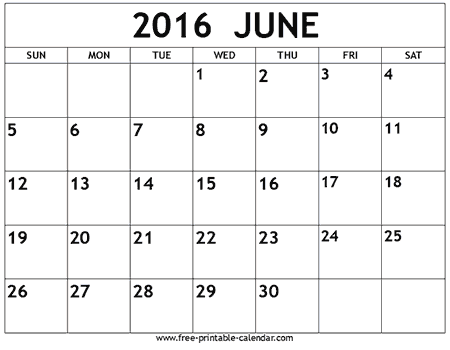 2016 JUNE
SUN MON TUE WED THU FRI SAT
1 2 3 4
5 6 7 8 9 10 11
12 13 14 15 16 17 18
19 20 21 22 23 24 25
26 27 28 29 30
www.free-printable-calendar.com